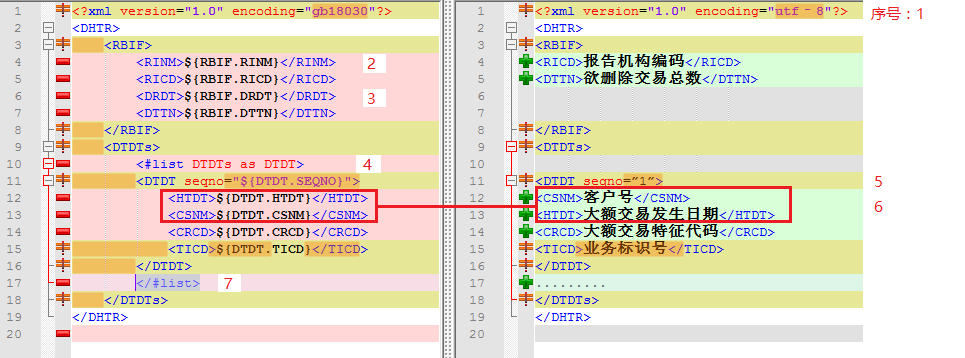 1 <?xml version="1.0" encoding="gb18030"?>
2 <DHTR>
3 <RBIF>
4 <RINM>${RBIF.RINM}</RINM> 2
5 <RICD>${RBIF.RICD}</RICD>
6 <DRDT>${RBIF.DRDT}</DRDT> 3
7 <DTTN>${RBIF.DTTN}</DTTN>
8 </RBIF>
9 <DTDTs>
10 <#list DTDTs as DTDT> 4
11 <DTDT seqno="${DTDT.SEQNO}">
12 <HTDT>${DTDT.HTDT}</HTDT>
13 <CSNM>${DTDT.CSNM}</CSNM>
14 <CRCD>${DTDT.CRCD}</CRCD>
15 <TICD>${DTDT.TICD}</TICD>
16 </DTDT>
17 </#list> 7
18 </DTDTs>
19 </DHTR>
20
1 <?xml version="1.0" encoding="utf‐8"?> 序号：1
2 <DHTR>
3 <RBIF>
4 <RICD>报告机构编码</RICD>
5 <DTTN>欲删除交易总数</DTTN>
6
7
8 </RBIF>
9 <DTDTs>
10
11 <DTDT seqno=”1”> 5
12 <CSNM>客户号</CSNM>
13 <HTDT>大额交易发生日期</HTDT> 6
14 <CRCD>大额交易特征代码</CRCD>
15 <TICD>业务标识号</TICD>
16 </DTDT>
17 .........
18 </DTDTs>
19 </DHTR>
20